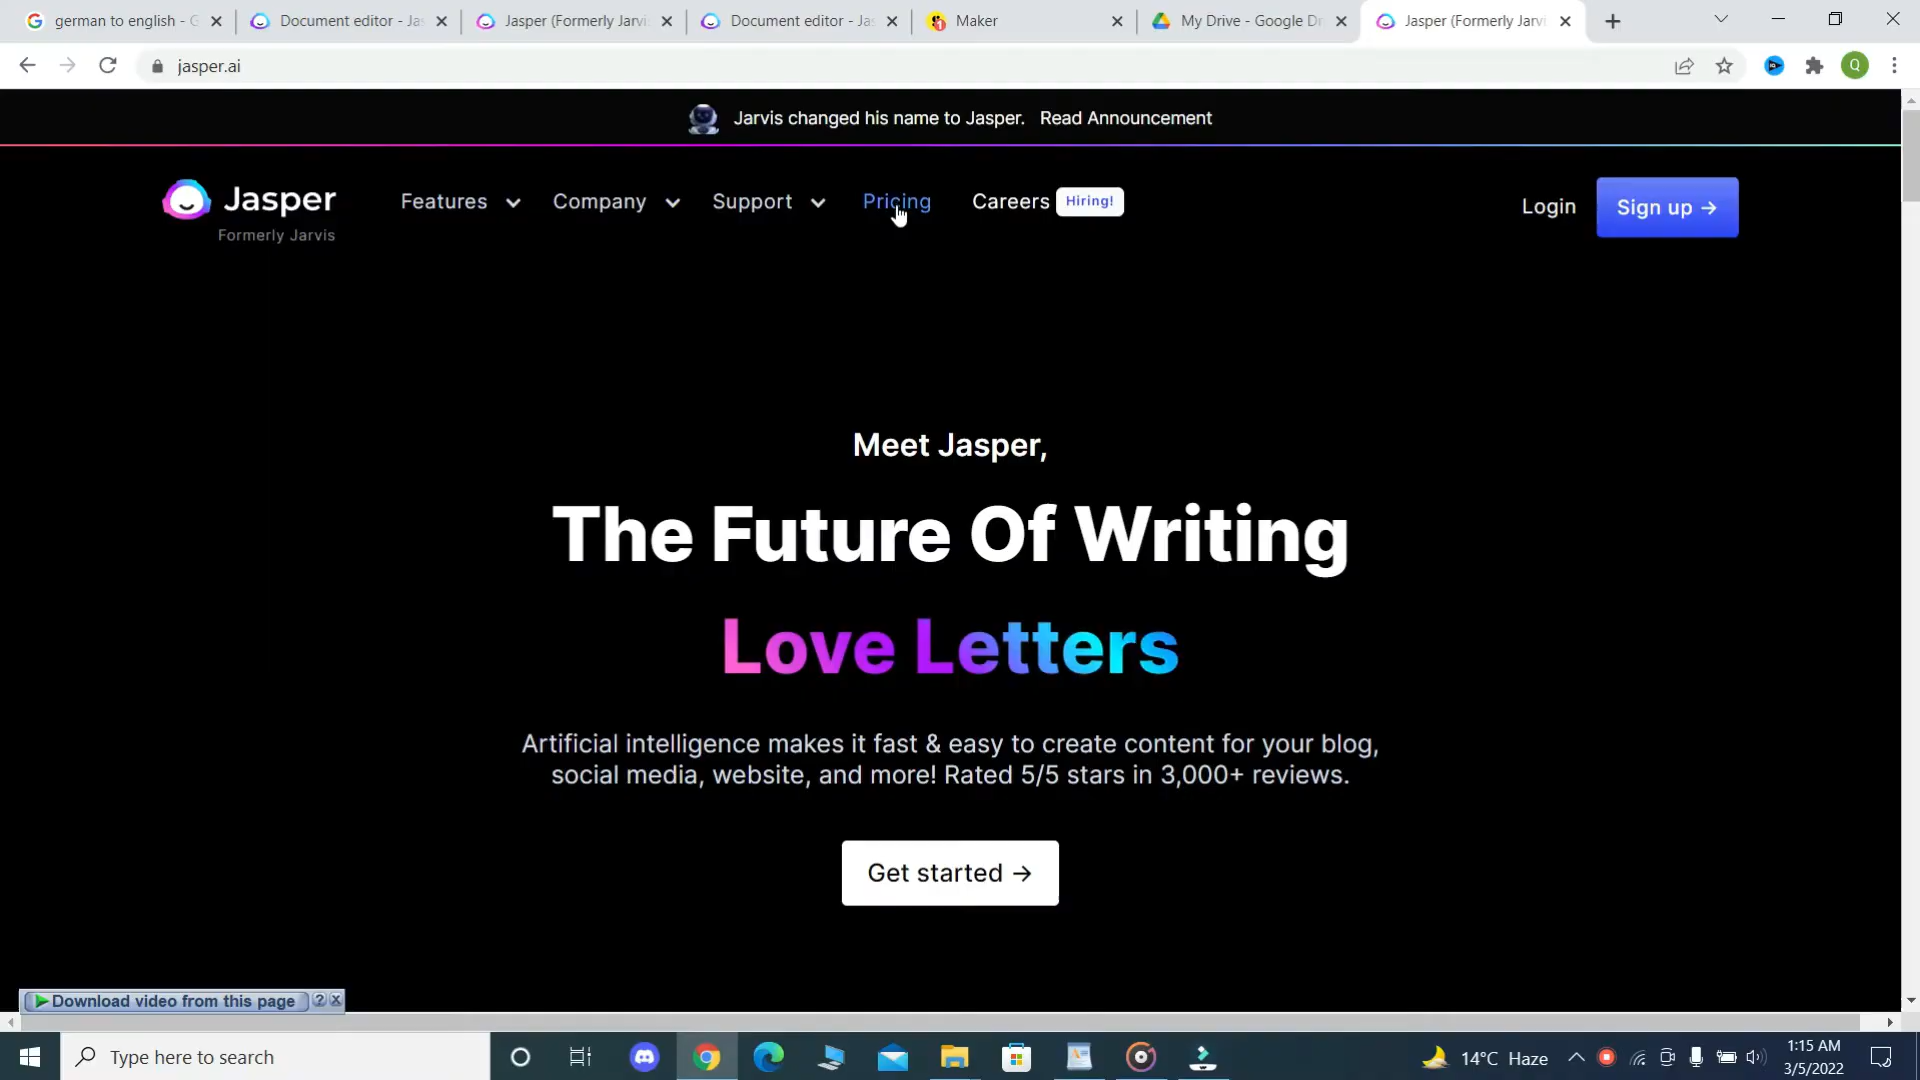 german to english - G
Document editor - Jas
Jasper (Formerly Jarvi
Document editor - Jas
Maker
My Drive - Google Dr
Jasper (Formerly Jarvi
jasper.ai
Q
Jarvis changed his name to Jasper. Read Announcement
Jasper
Formerly Jarvis
Features
Company
Support
Pricing
Careers
Hiring!
Login
Sign up →
Meet Jasper,
The Future Of Writing
Love Letters
Artificial intelligence makes it fast & easy to create content for your blog,
social media, website, and more! Rated 5/5 stars in 3,000+ reviews.
Get started →
Download video from this page
Type here to search
14°C Haze
1:15 AM
3/5/2022